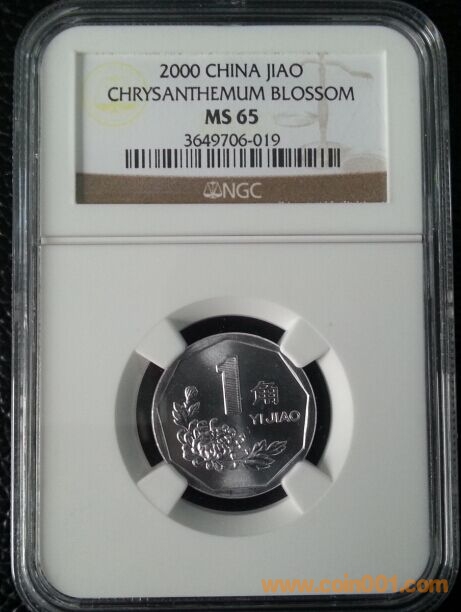 2000 CHINA JIAO
CHRYSANTHEMUM BLOSSOM
MS 65
3649706-019
NGC
1 角
YI JIAO
www.coin001.com